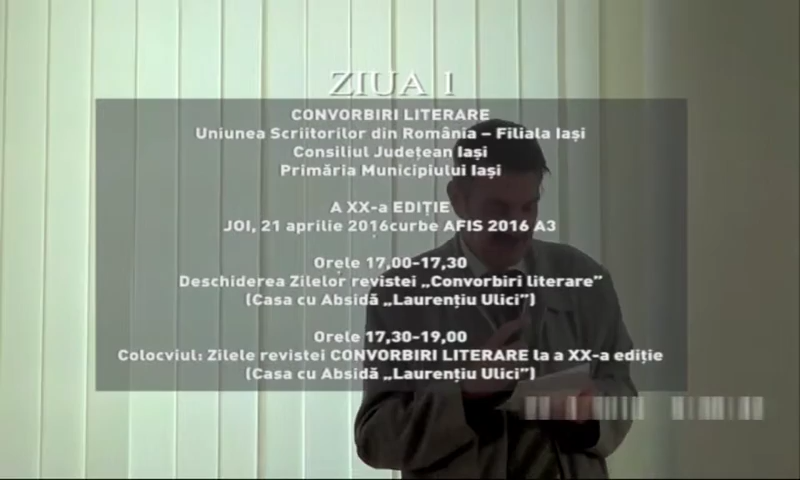 ZIUA 1
CONVORBIRI LITERARE
Uniunea Scriitorilor din România – Filiala Iași
Consiliul Județean Iași
Primăria Municipiului Iași
A XX-a EDIȚIE
JOI, 21 aprilie 2016curbe AFIS 2016 A3
Orele 17,00-17,30
Deschiderea Zilelor revistei „Convorbiri literare”
(Casa cu Absidă „Laurențiu Ulici”)
Orele 17,30-19,00
Colocviul: Zilele revistei CONVORBIRI LITERARE la a XX-a ediție
(Casa cu Absidă „Laurențiu Ulici”)